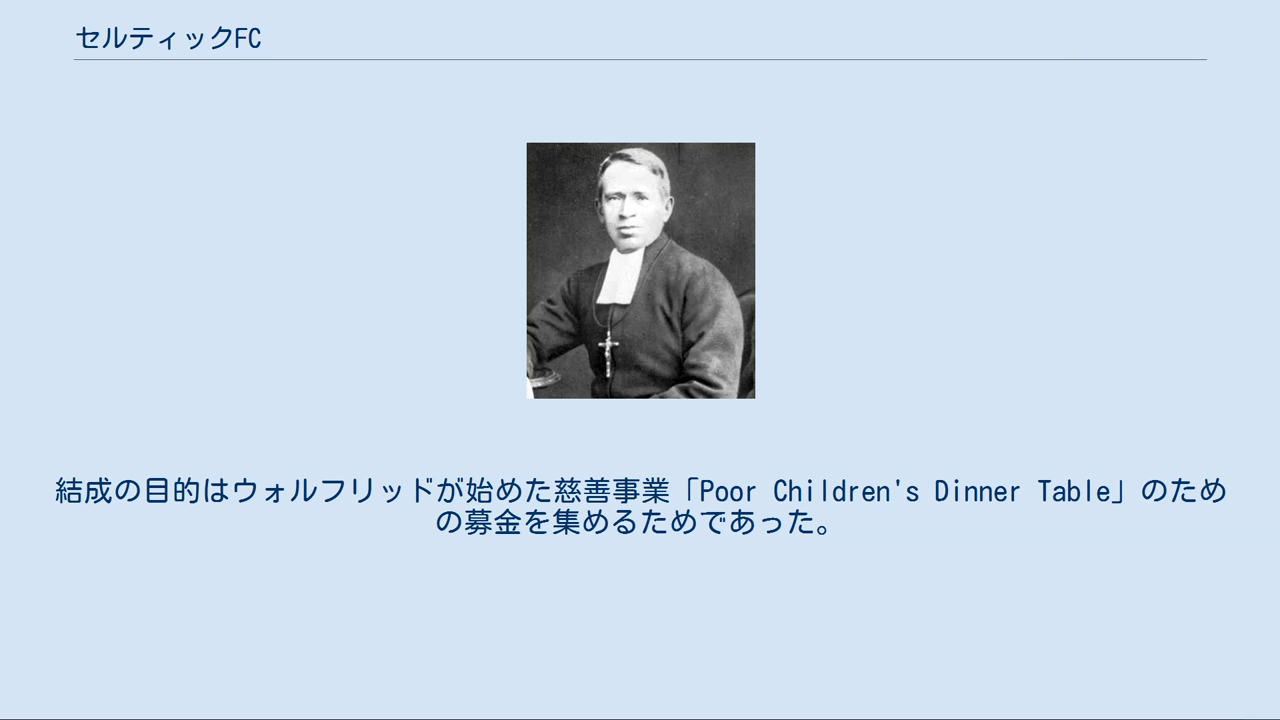 セルティックFC
結成の目的はウォルフリッドが始めた慈善事業「Poor Children's Dinner Table」のため
の募金を集めるためであった。